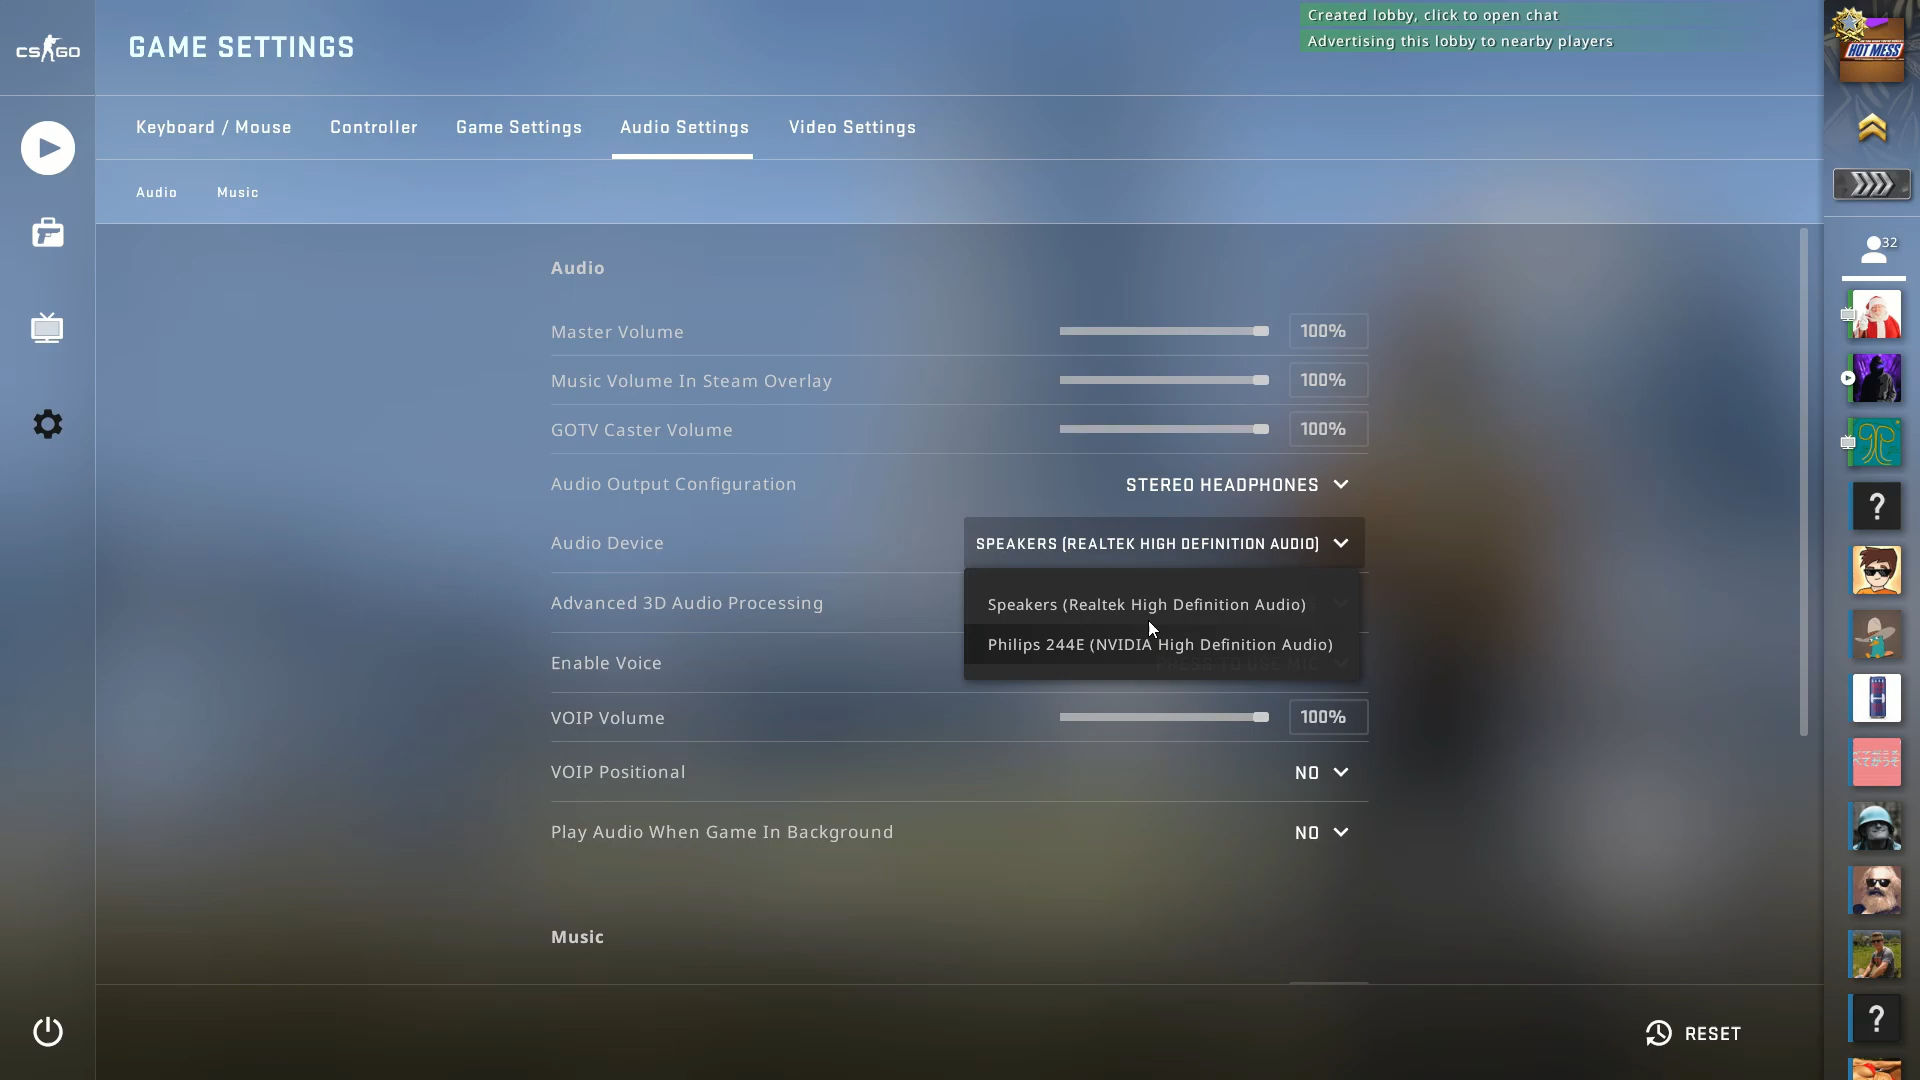 CS GO
GAME SETTINGS
Created lobby, click to open chat
Advertising this lobby to nearby players
HOT MESS
Keyboard / Mouse
Controller
Game Settings
Audio Settings
Video Settings
Audio
Music
32
Audio
Master Volume
100%
Music Volume In Steam Overlay
100%
GOTV Caster Volume
100%
Audio Output Configuration
STEREO HEADPHONES
Audio Device
SPEAKERS (REALTEK HIGH DEFINITION AUDIO)
Speakers (Realtek High Definition Audio)
Philips 244E (NVIDIA High Definition Audio)
Advanced 3D Audio Processing
Enable Voice
PRESS TO USE MIC
VOIP Volume
100%
VOIP Positional
NO
Play Audio When Game In Background
NO
Music
RESET
?
?